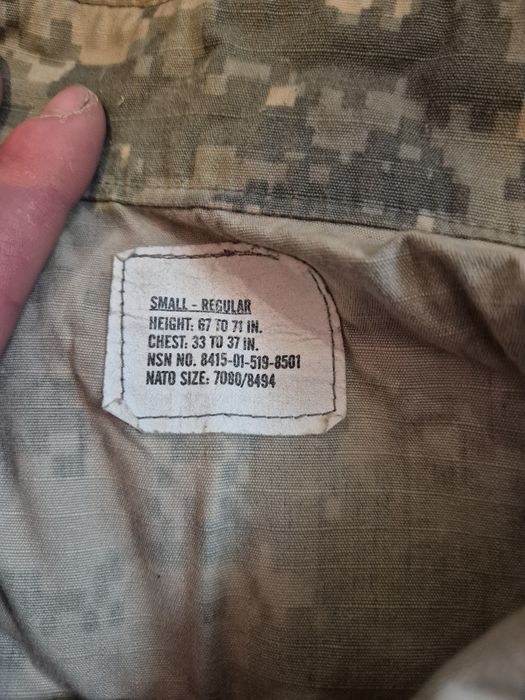 SMALL - REGULAR
HEIGHT: 67 TO 71 IN.
CHEST: 33 TO 37 IN.
NSN NO. 8415-01-519-8501
NATO SIZE: 7080/8494